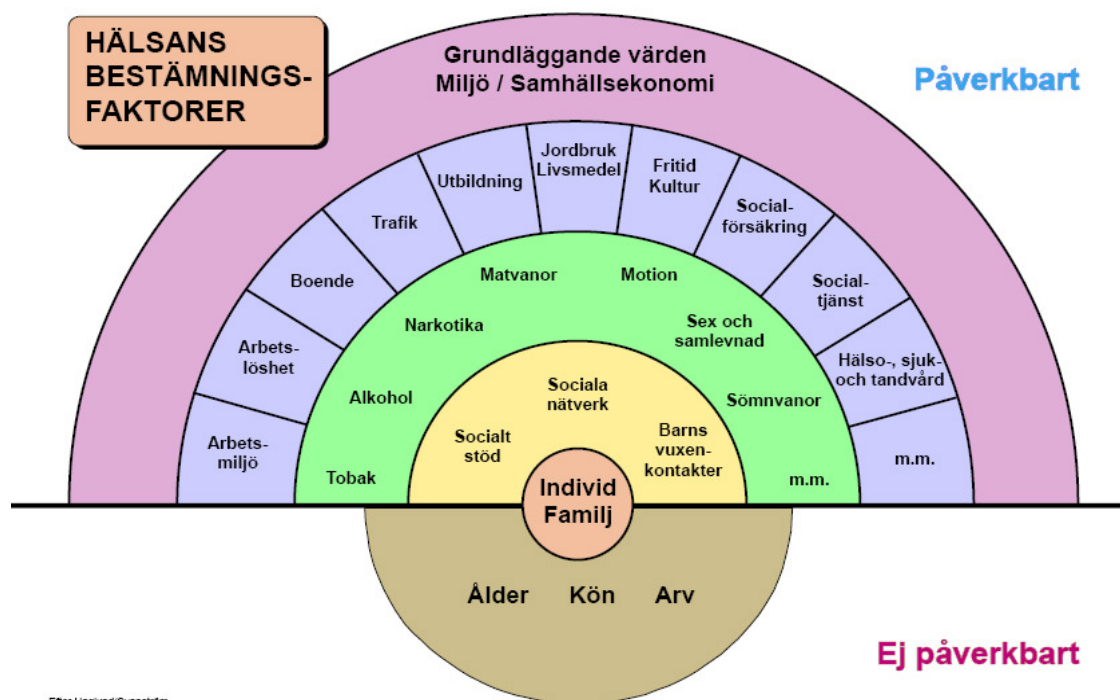 HÄLSANS
BESTÄMNINGS-
FAKTORER
Grundläggande värden
Miljö / Samhällsekonomi
Påverkbart
Arbets-
miljö
Arbets-
löshet
Boende
Trafik
Utbildning
Jordbruk
Livsmedel
Fritid
Kultur
Social-
försäkring
Social-
tjänst
Hälso-, sjuk-
och tandvård
m.m.
Tobak
Alkohol
Narkotika
Matvanor
Motion
Sex och
samlevnad
Sömnvanor
m.m.
Socialt
stöd
Sociala
nätverk
Barns
vuxen-
kontakter
Individ
Familj
Ålder Kön Arv
Ej påverkbart